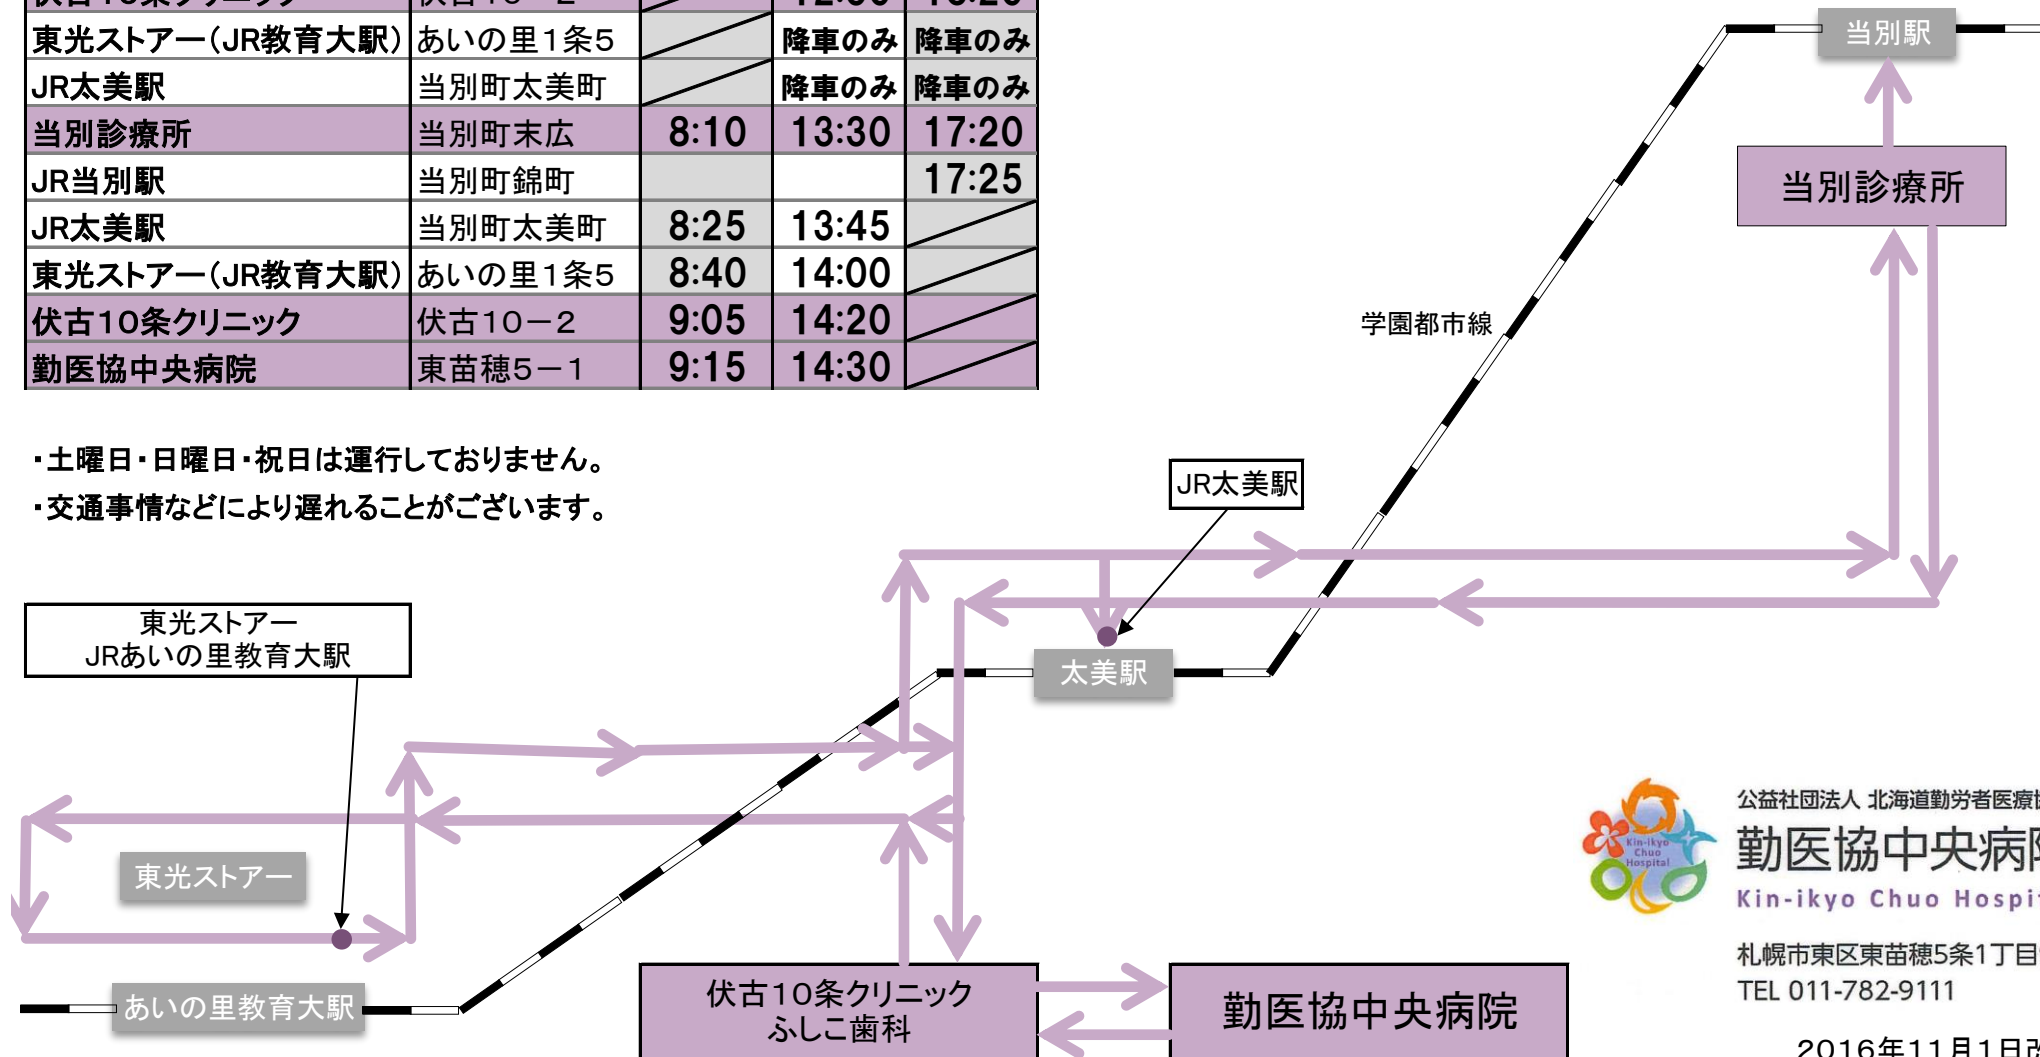 東光ストアー(JR教育大駅) あいの里1条5 降車のみ 降車のみ
JR太美駅 当別町太美町 降車のみ 降車のみ
当別診療所 当別町末広 8:10 13:30 17:20
JR当別駅 当別町錦町 17:25
JR太美駅 当別町太美町 8:25 13:45
東光ストアー(JR教育大駅) あいの里1条5 8:40 14:00
伏古10条クリニック 伏古10-2 9:05 14:20
勤医協中央病院 東苗穂5-1 9:15 14:30
・土曜日・日曜日・祝日は運行しておりません。
・交通事情などにより遅れることがございます。
当別駅
当別診療所
学園都市線
JR太美駅
太美駅
東光ストアー
JRあいの里教育大駅
東光ストアー
あいの里教育大駅
伏古10条クリニック
ふしこ歯科
勤医協中央病院
Kin-ikyo
Chuo
Hospital
公益社団法人 北海道勤労者医療
勤医協中央病
Kin-ikyo Chuo Hospi
札幌市東区東苗穂5条1丁目
TEL 011-782-9111
2016年11月1日